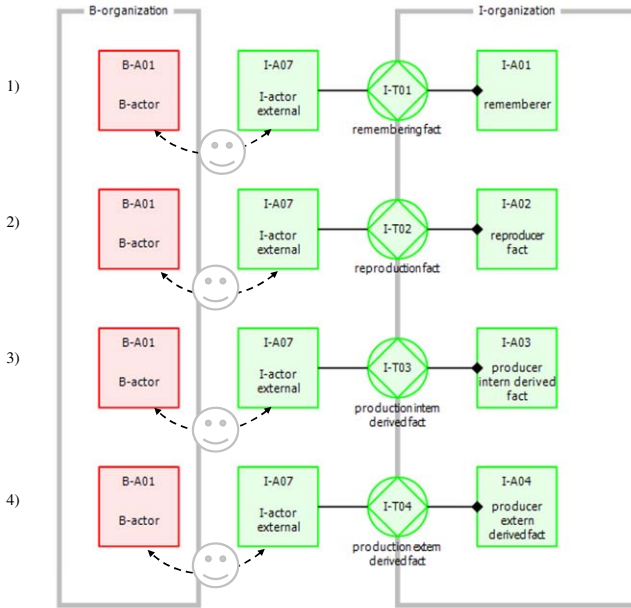 B-organization
I-organization
1)
B-A01
B-actor
I-A07
I-actor
external
I-T01
remembering fact
I-A01
rememberer
2)
B-A01
B-actor
I-A07
I-actor
external
I-T02
reproduction fact
I-A02
reproducer
fact
3)
B-A01
B-actor
I-A07
I-actor
external
I-T03
production intern
derived fact
I-A03
producer
intern derived
fact
4)
B-A01
B-actor
I-A07
I-actor
external
I-T04
production extern
derived fact
I-A04
producer
extern
derived fact